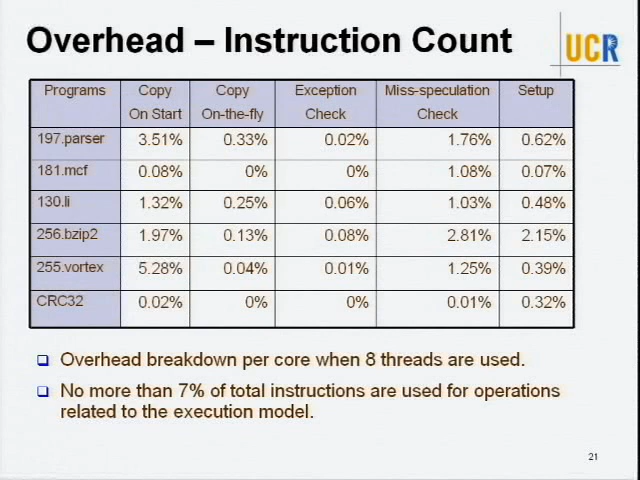 Overhead – Instruction Count
UCR
Programs Copy On Start Copy On-the-fly Exception Check Miss-speculation Check Setup
197.parser 3.51% 0.33% 0.02% 1.76% 0.62%
181.mcf 0.08% 0% 0% 1.08% 0.07%
130.li 1.32% 0.25% 0.06% 1.03% 0.48%
256.bzip2 1.97% 0.13% 0.08% 2.81% 2.15%
255.vortex 5.28% 0.04% 0.01% 1.25% 0.39%
CRC32 0.02% 0% 0% 0.01% 0.32%
Overhead breakdown per core when 8 threads are used.
No more than 7% of total instructions are used for operations
related to the execution model.
21